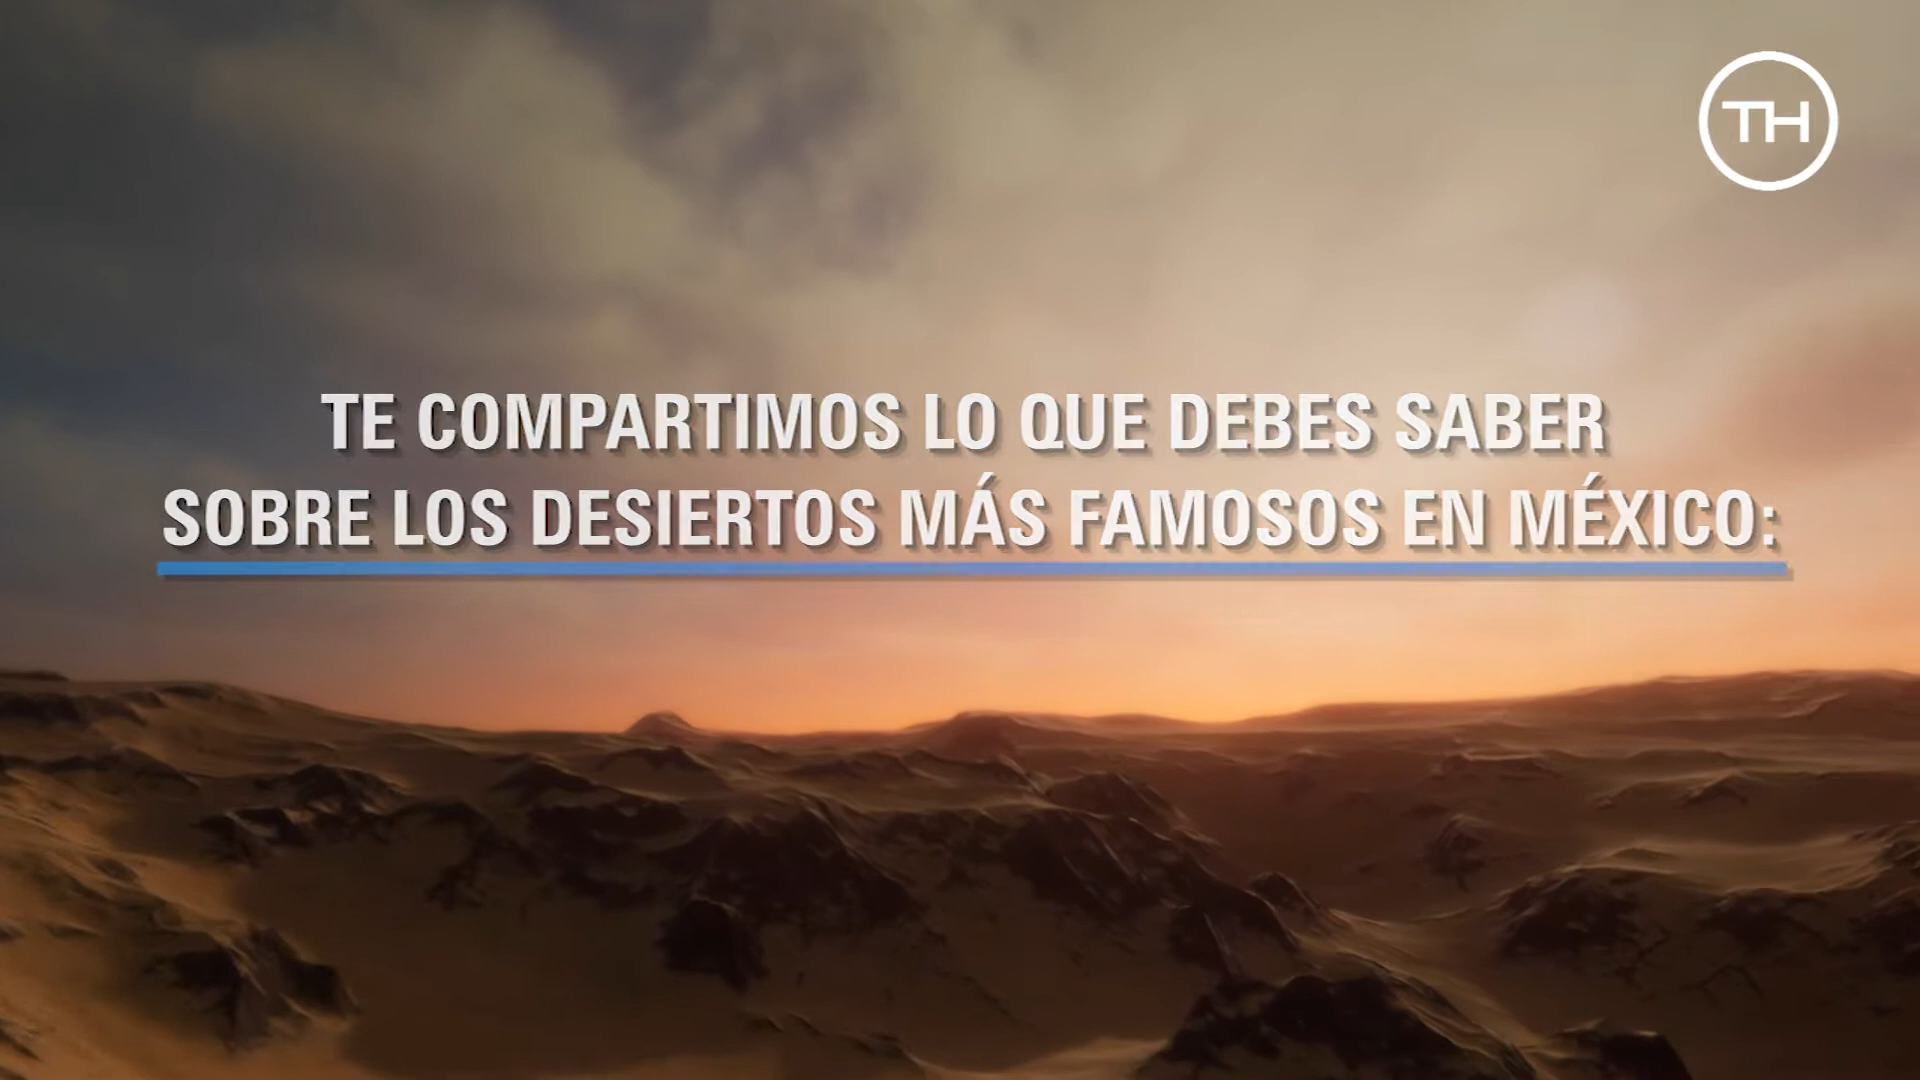 TH
TE COMPARTIMOS LO QUE DEBES SABER
SOBRE LOS DESIERTOS MÁS FAMOSOS EN MÉXICO: